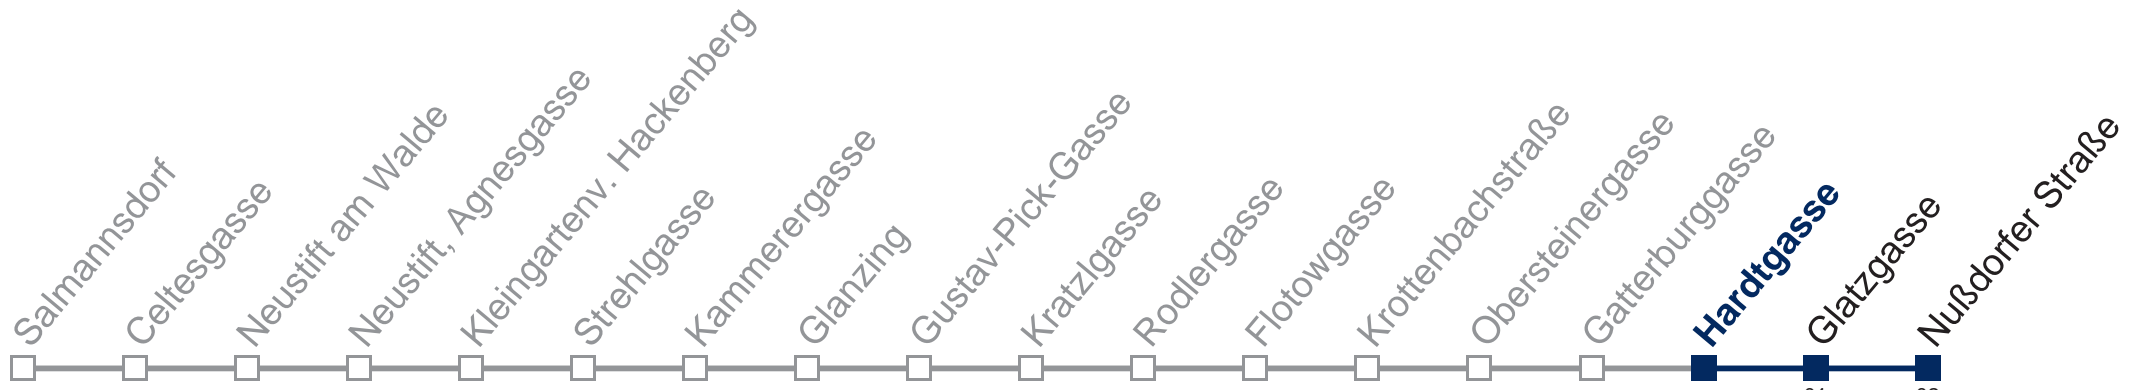 Salmannsdorf
Celtesgasse
Neustift am Walde
Neustift, Agnesgasse
Kleingartenv. Hackenberg
Strehlgasse
Kammerergasse
Glanzing
Gustav-Pick-Gasse
Kratzlgasse
Rodlergasse
Flotowgasse
Krottenbachstraße
Obersteinergasse
Gatterburggasse
Hardtgasse
Glatzgasse
Nußdorfer Straße